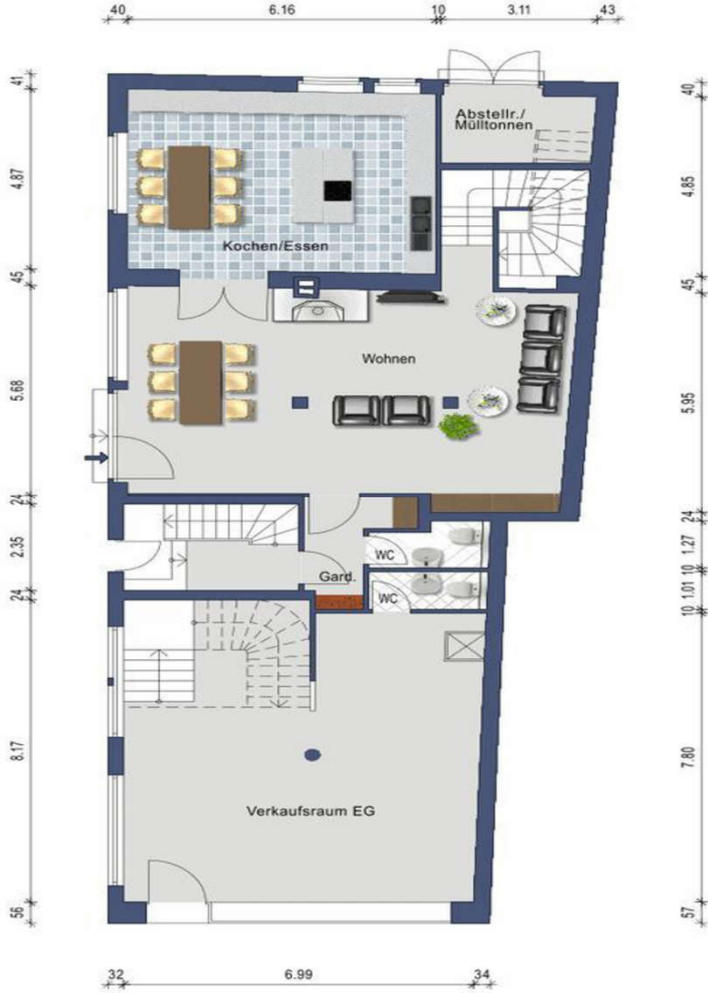 40 6.16 10 3.11 43
41
4.87
45
5.68
24
2.35
24
8.17
56
Abstellr./
Mülltonnen
Kochen/Essen
Wohnen
WC
Gard.
WC
Verkaufsraum EG
40
4.85
45
5.95
24
1.27
10
1.01
10
7.80
57
32 6.99 34